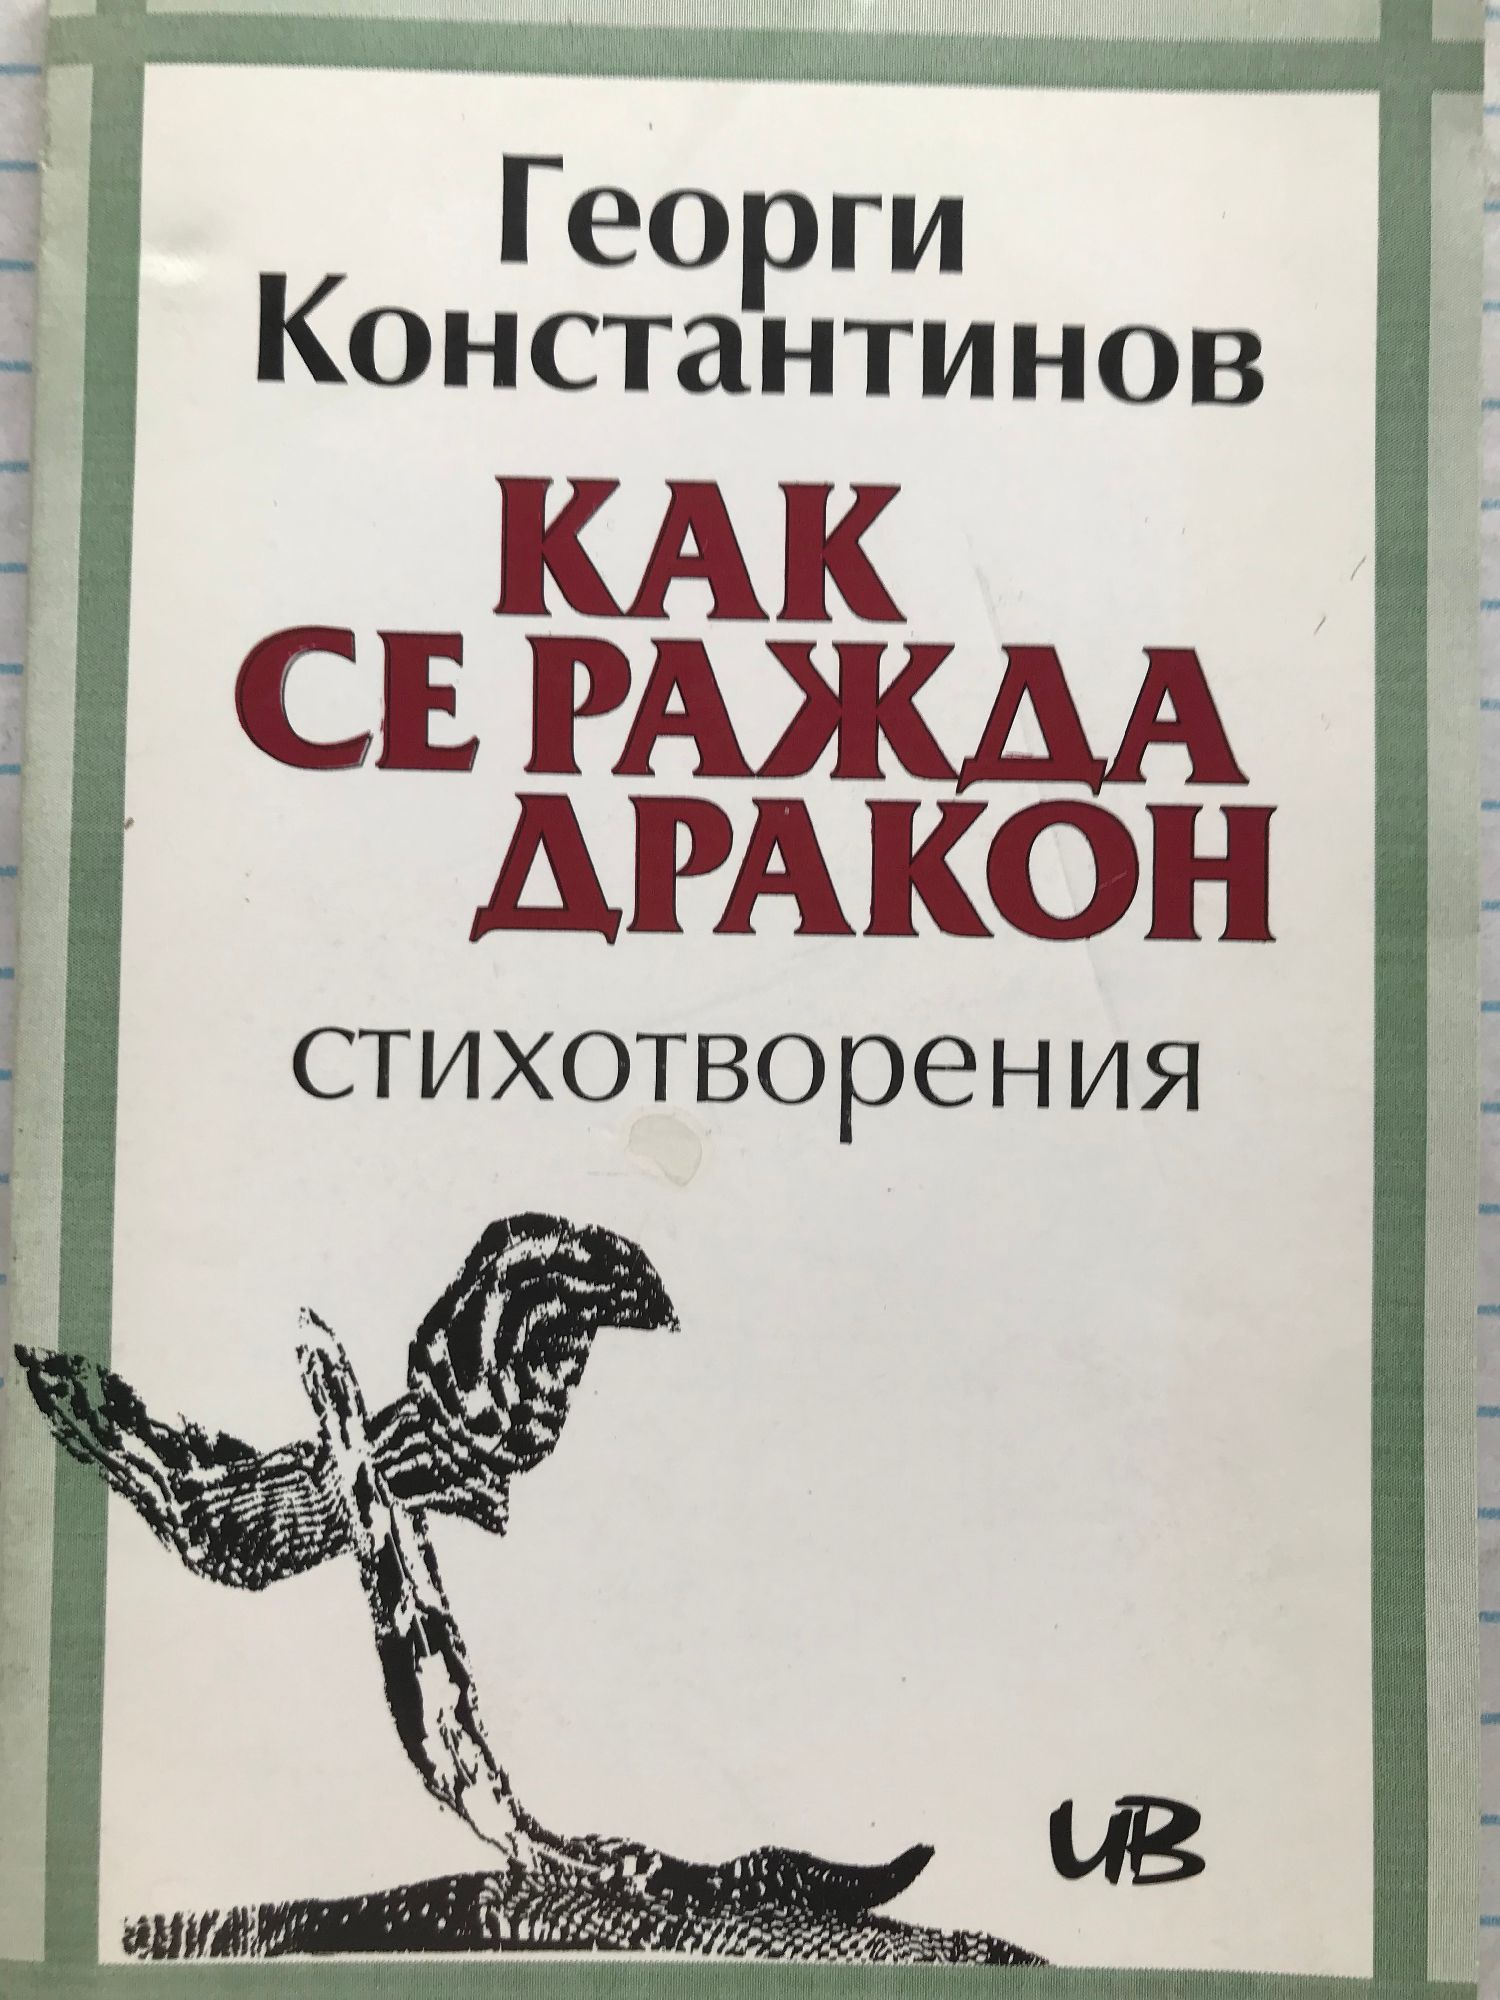 Георги
Константинов
КАК
СЕ РАЖДА
ДРАКОН
стихотворения
ИВ